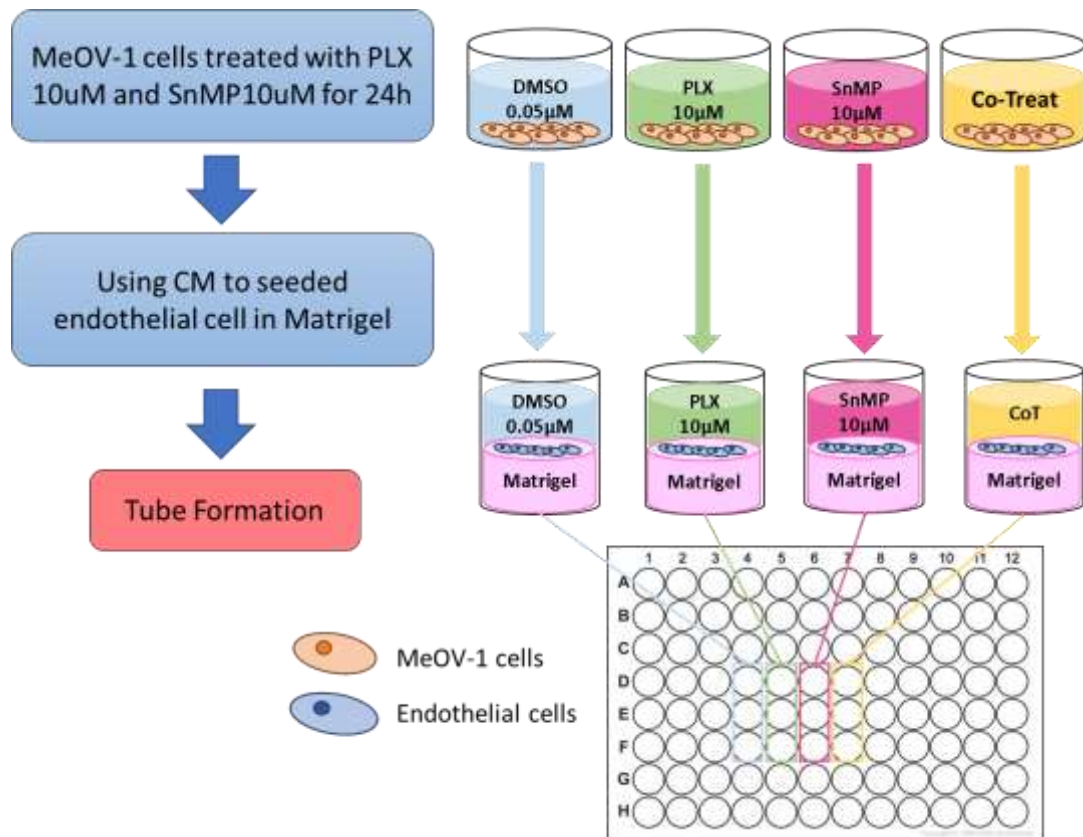 MeOV-1 cells treated with PLX
10uM and SnMP10uM for 24h
Using CM to seeded
endothelial cell in Matrigel
Tube Formation
DMSO
0.05µM
PLX
10µM
SnMP
10µM
Co-Treat
DMSO
0.05µM
Matrigel
PLX
10µM
Matrigel
SnMP
10µM
Matrigel
CoT
Matrigel
MeOV-1 cells
Endothelial cells
1 2 3 4 5 6 7 8 9 10 11 12
A
B
C
D
E
F
G
H